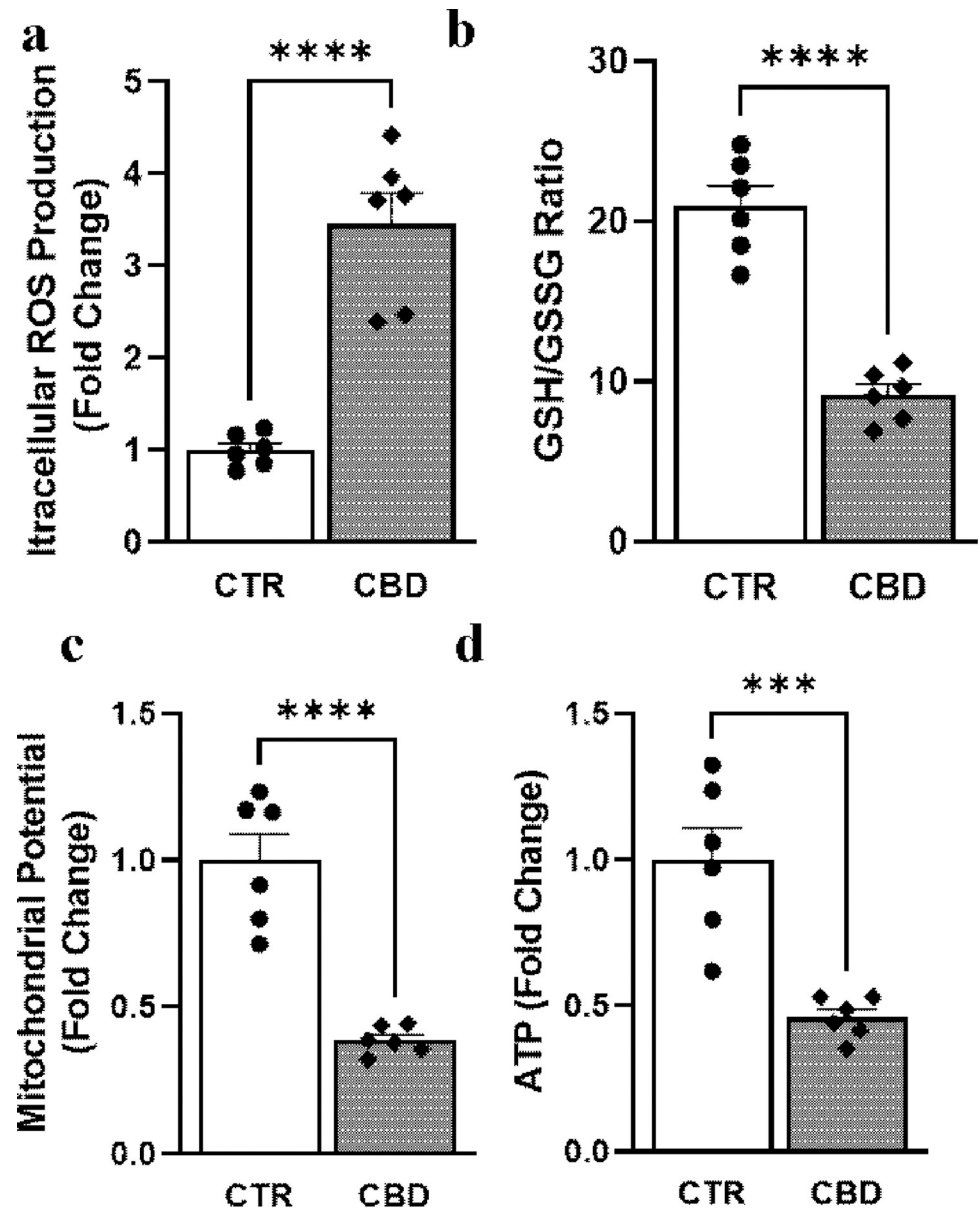 a
****
Itracellular ROS Production
(Fold Change)
5
4
3
2
1
0
CTR CBD
b
****
GSH/GSSG Ratio
30
20
10
0
CTR CBD
c
****
Mitochondrial Potential
(Fold Change)
1.5
1.0
0.5
0.0
CTR CBD
d
***
ATP (Fold Change)
1.5
1.0
0.5
0.0
CTR CBD